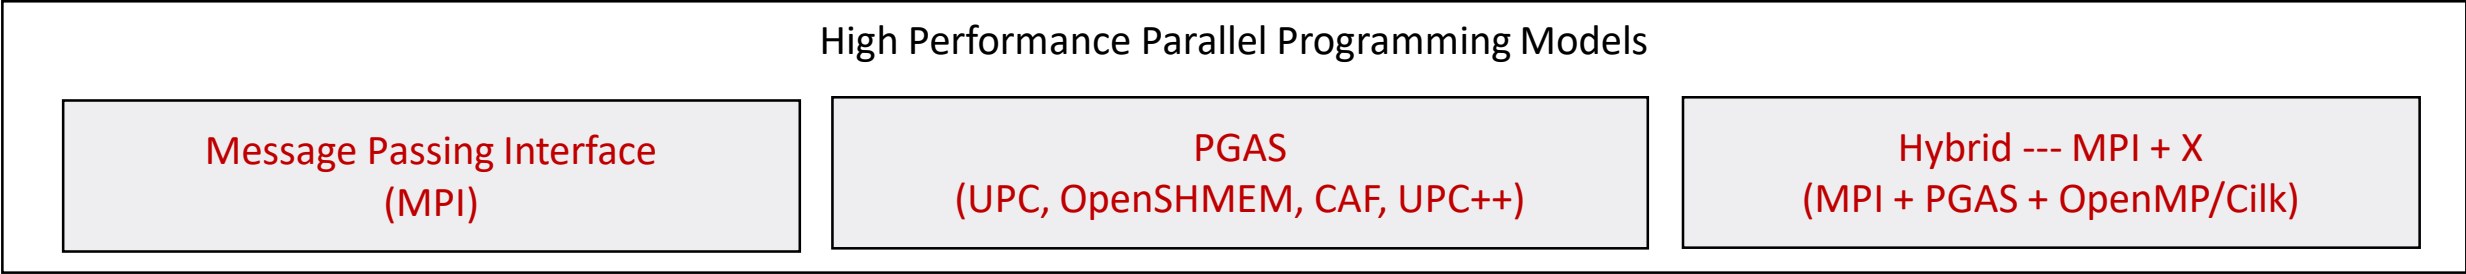 High Performance Parallel Programming Models
Message Passing Interface
(MPI)
PGAS
(UPC, OpenSHMEM, CAF, UPC++)
Hybrid --- MPI + X
(MPI + PGAS + OpenMP/Cilk)